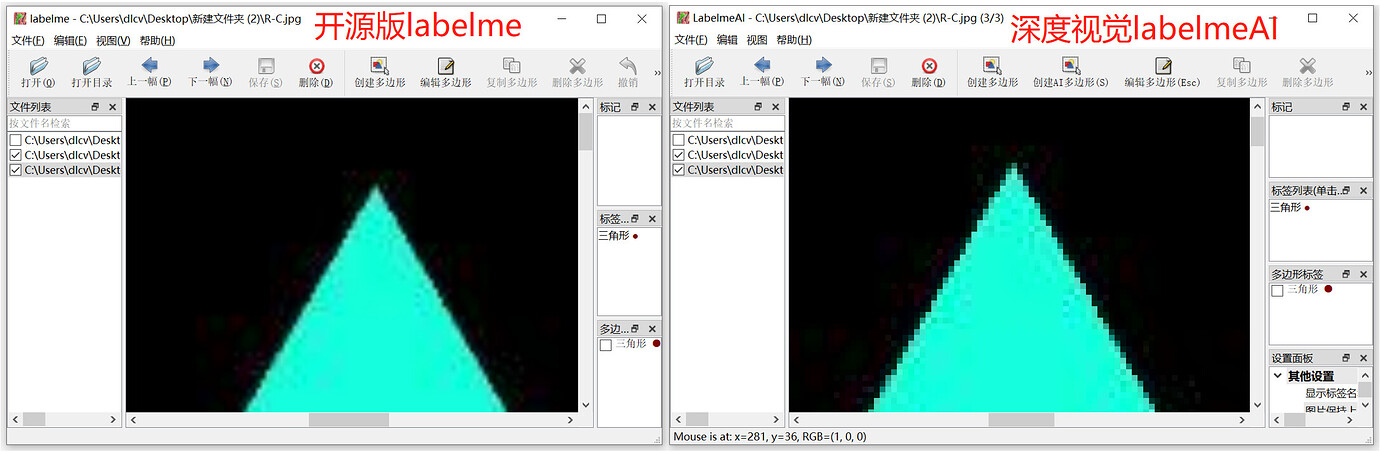 labelme - C:\Users\dlcv\Desktop\新建文件夹 (2)\R-C.jpg
开源版labelme
文件(F) 编辑(E) 视图(V) 帮助(H)
打开(O) 打开目录 上一幅(P) 下一幅(N) 保存(S) 删除(D) 创建多边形 编辑多边形 复制多边形 删除多边形 撤销 »
文件列表
按文件名检索
C:\Users\dlcv\Deskt
C:\Users\dlcv\Deskt
C:\Users\dlcv\Deskt
标记
标签...
三角形
多边...
三角形
LabelmeAI - C:\Users\dlcv\Desktop\新建文件夹 (2)\R-C.jpg (3/3)
深度视觉labelmeAI
文件(F) 编辑 视图 帮助(H)
打开目录 上一幅(P) 下一幅(N) 保存(S) 删除(D) 创建多边形 创建AI多边形(S) 编辑多边形(Esc) 复制多边形 删除多边形 »
文件列表
按文件名检索
C:\Users\dlcv\Deskt
C:\Users\dlcv\Deskt
C:\Users\dlcv\Deskt
标记
标签列表(单击...
三角形
多边形标签
三角形
设置面板
其他设置
显示标签名
图片保持上
Mouse is at: x=281, y=36, RGB=(1, 0, 0)